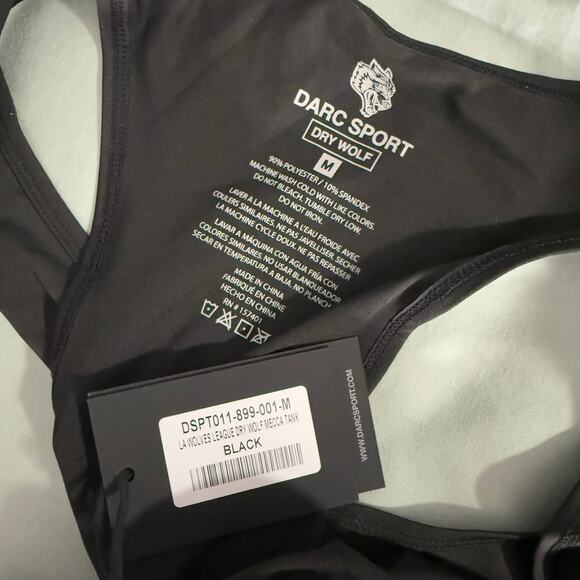 DARC SPORT
DRY WOLF
M
90% POLYESTER / 10% SPANDEX
MACHINE WASH COLD WITH LIKE COLORS.
DO NOT BLEACH. TUMBLE DRY LOW.
DO NOT IRON.
LAVER A LA MACHINE A L'EAU FROIDE AVEC
COULERS SIMILAIRES. NE PAS JAVELLISER. SECHER
LA MACHINE CYCLE DOUX. NE PAS REPASSER
LAVAR A MÁQUINA CON AGUA FRÍA CON
COLORES SIMILARES. NO USAR BLANQUEADOR
SECAR EN TEMPERATURA A BAJA. NO PLANCH
MADE IN CHINA
FABRIQUÉ EN CHINE
HECHO EN CHINA
RN # 157401
DSPT011-899-001-M
LA WOLVES LEAGUE DRY WOLF MECCA TANK
BLACK
WWW.DARCSPORT.COM